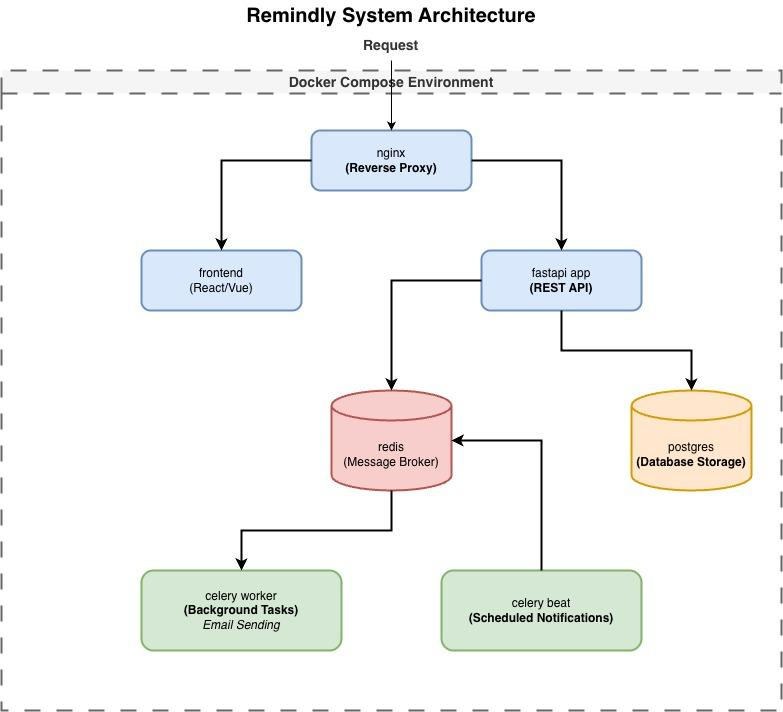 Remindly System Architecture
Request
Docker Compose Environment
nginx
(Reverse Proxy)
frontend
(React/Vue)
fastapi app
(REST API)
redis
(Message Broker)
postgres
(Database Storage)
celery worker
(Background Tasks)
Email Sending
celery beat
(Scheduled Notifications)